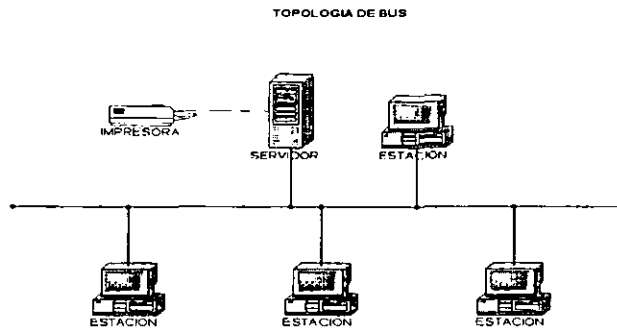 TOPOLOGIA DE BUS
IMPRESORA
SERVIDOR
ESTACION
ESTACION
ESTACION
ESTACION